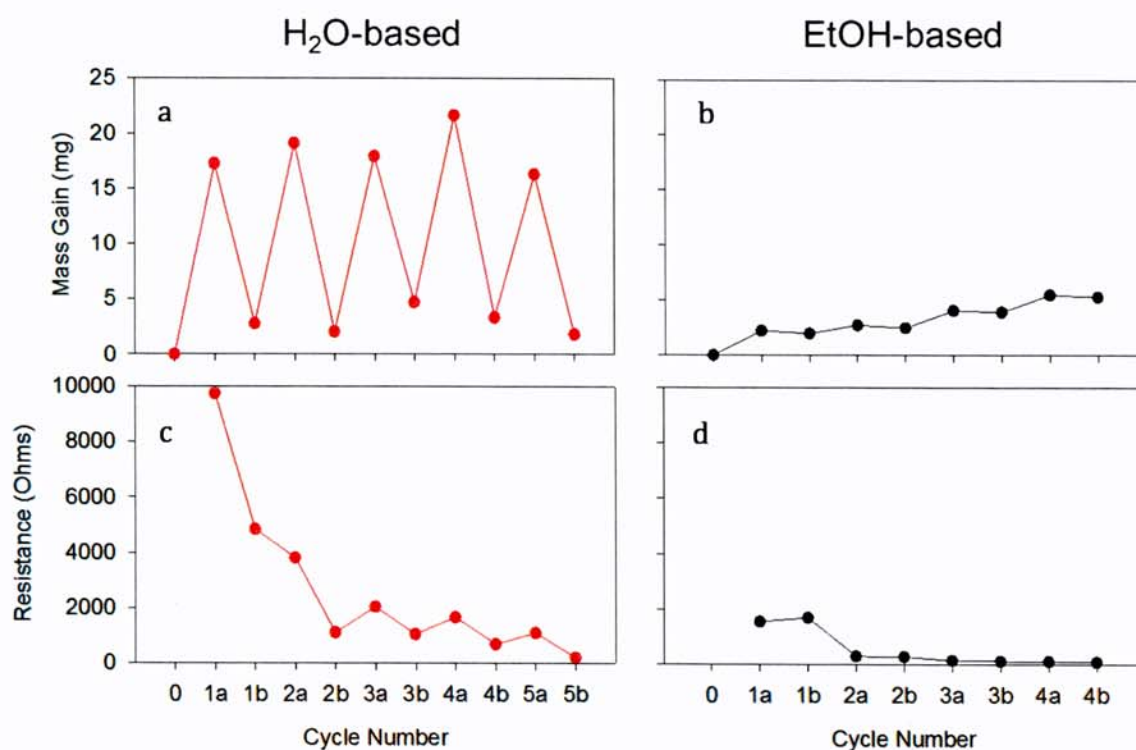 H₂O-based
EtOH-based
a
b
25
20
15
10
5
0
Mass Gain (mg)
c
d
10000
8000
6000
4000
2000
0
Resistance (Ohms)
0 1a 1b 2a 2b 3a 3b 4a 4b 5a 5b
0 1a 1b 2a 2b 3a 3b 4a 4b
Cycle Number
Cycle Number